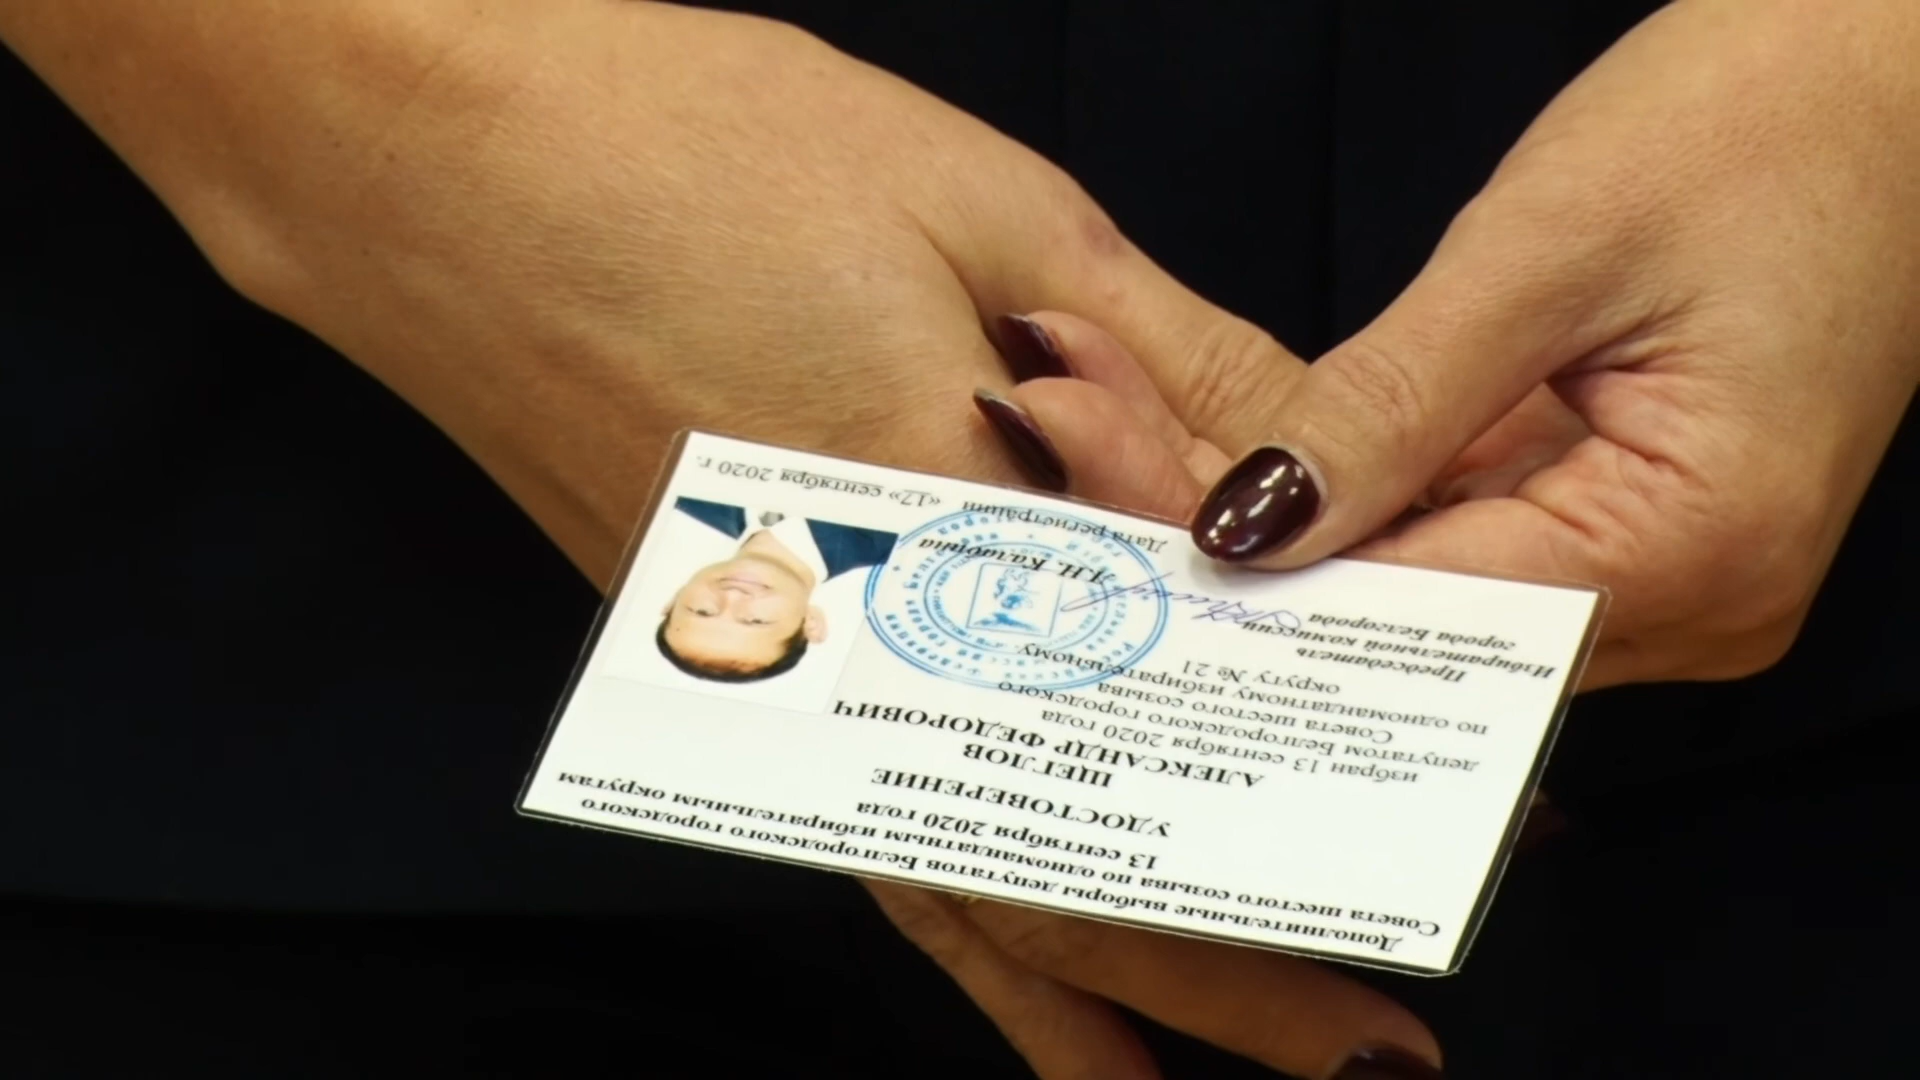 Дополнительные выборы депутатов Белгородского городского
Совета шестого созыва по одномандатным избирательным округам
13 сентября 2020 года
УДОСТОВЕРЕНИЕ
ЩЕГЛОВ
АЛЕКСАНДР ФЕДОРОВИЧ
избран 13 сентября 2020 года
депутатом Белгородского городского
Совета шестого созыва
по одномандатному избирательному
округу № 21
Председатель
Избирательной комиссии
города Белгорода
Калабина
Дата регистрации «17» сентября 2020 г.